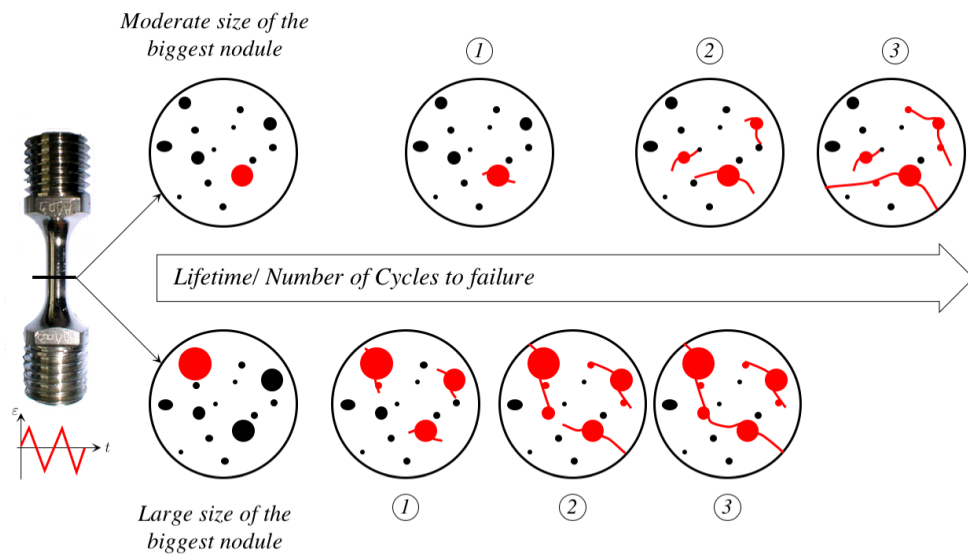 Moderate size of the
biggest nodule
1
2
3
Lifetime/ Number of Cycles to failure
ε
t
1
2
3
Large size of the
biggest nodule